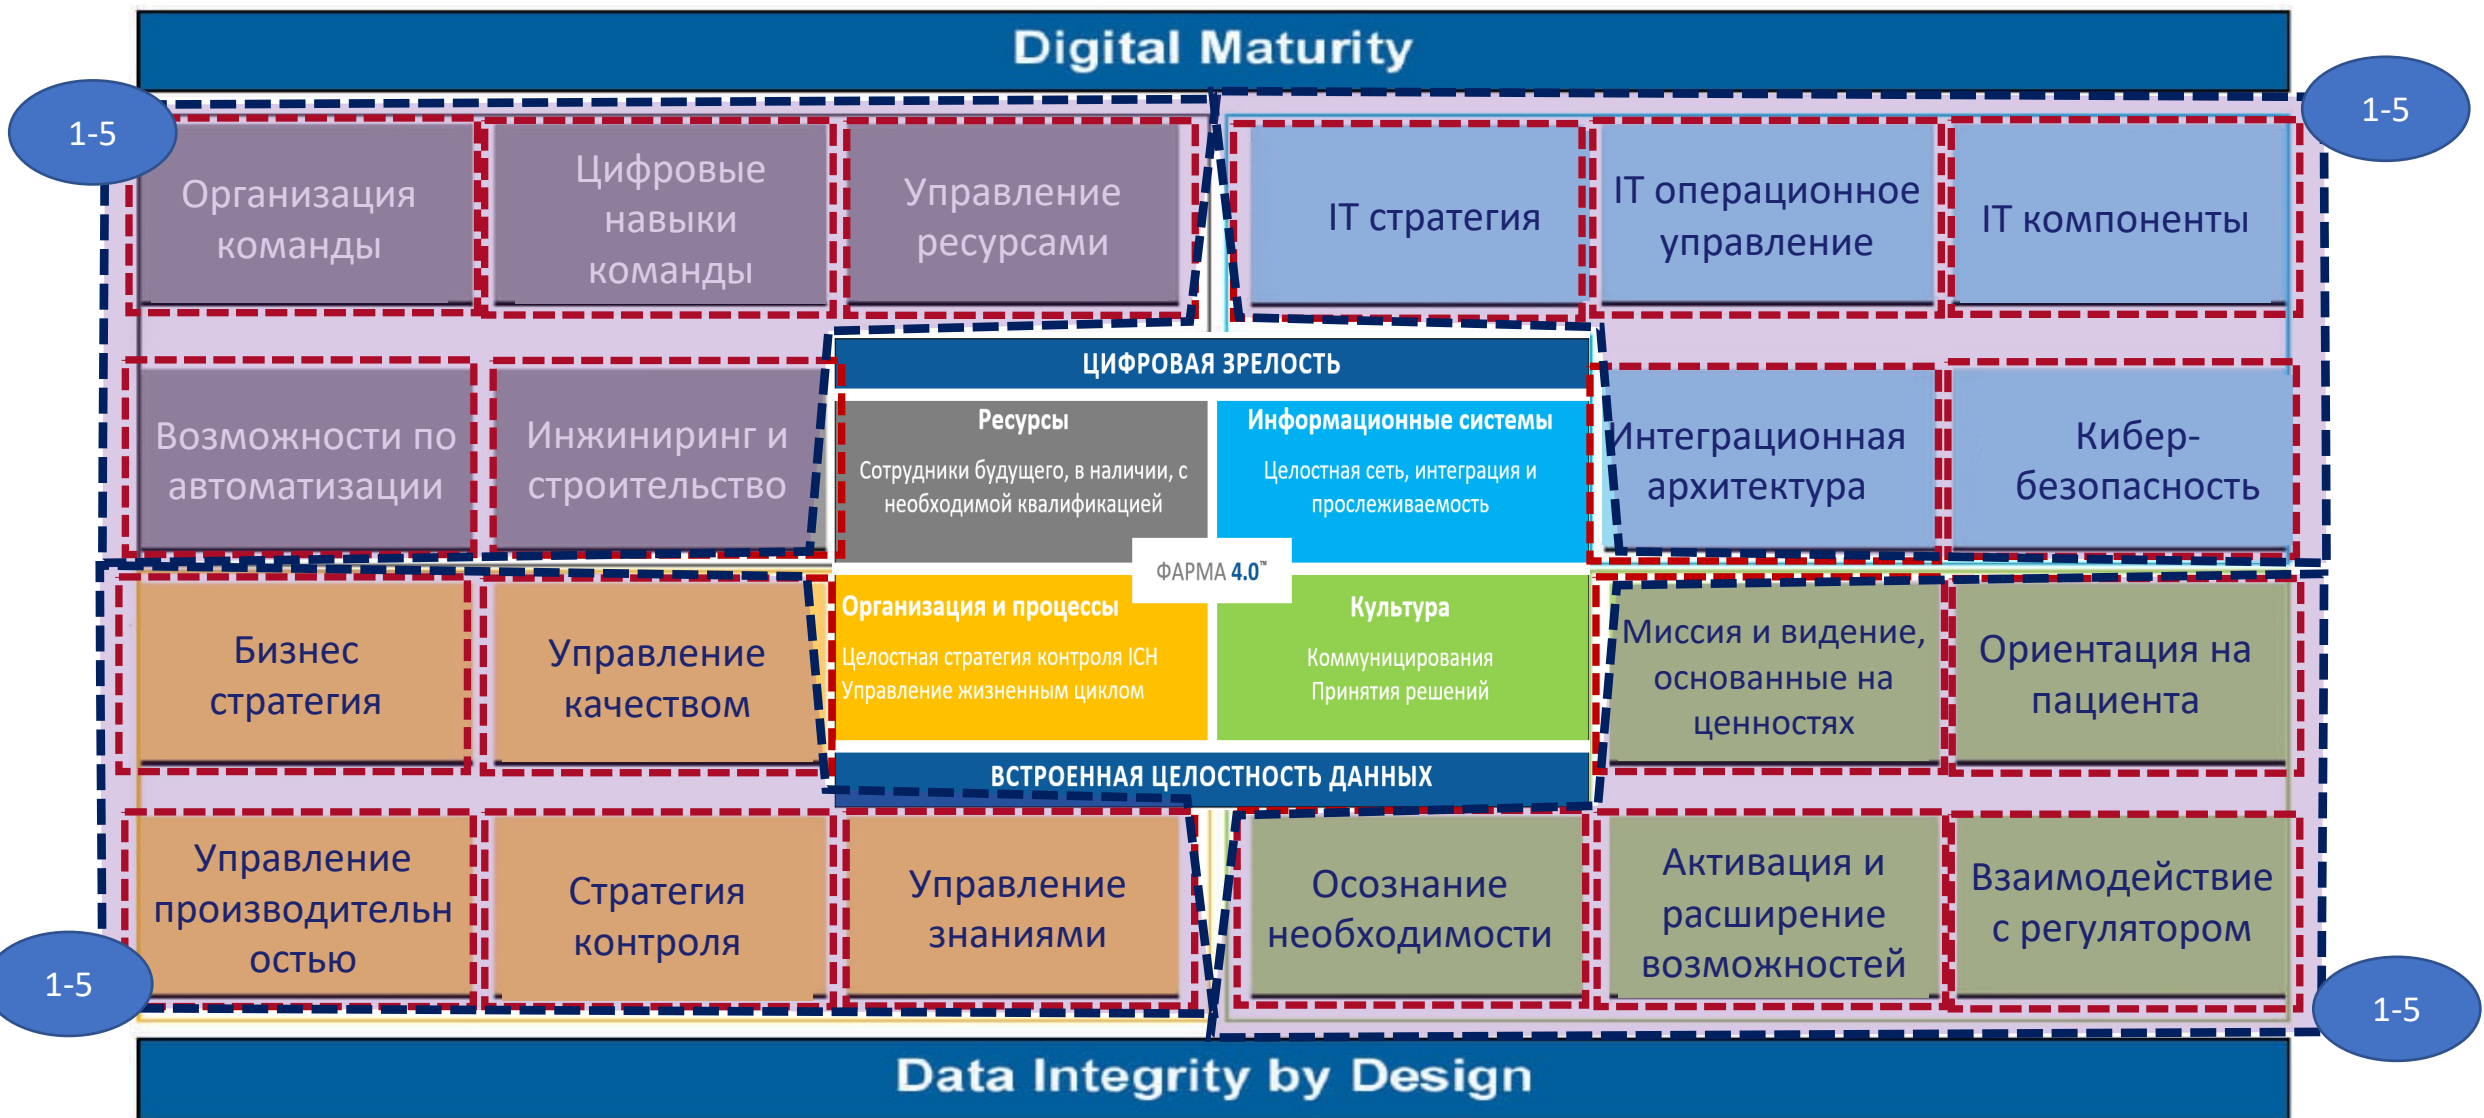 Digital Maturity
1-5
1-5
Организация
команды
Цифровые
навыки
команды
Управление
ресурсами
IT стратегия
IT операционное
управление
IT компоненты
Возможности по
автоматизации
Инжиниринг и
строительство
ЦИФРОВАЯ ЗРЕЛОСТЬ
Ресурсы
Сотрудники будущего, в наличии, с
необходимой квалификацией
Информационные системы
Целостная сеть, интеграция и
прослеживаемость
ФАРМА 4.0™
Организация и процессы
Целостная стратегия контроля ICH
Управление жизненным циклом
Культура
Коммуницирования
Принятия решений
ВСТРОЕННАЯ ЦЕЛОСТНОСТЬ ДАННЫХ
Интеграционная
архитектура
Кибер-
безопасность
Бизнес
стратегия
Управление
качеством
Миссия и видение,
основанные на
ценностях
Ориентация на
пациента
Управление
производительн
остью
Стратегия
контроля
Управление
знаниями
Осознание
необходимости
Активация и
расширение
возможностей
Взаимодействие
с регулятором
1-5
1-5
Data Integrity by Design